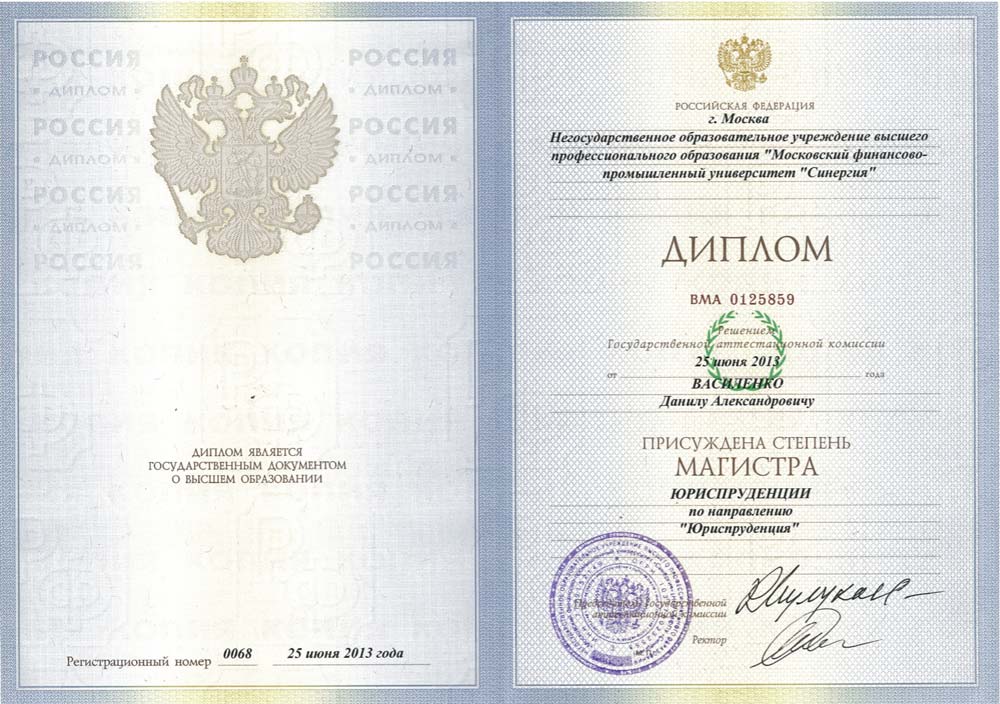 РОССИЯ РОССИЯ
« ДИПЛОМ « « ДИПЛОМ «
РОССИЯ РОССИЯ
« ДИПЛОМ « « ДИПЛОМ «
РОССИЯ РОССИЯ
« ДИПЛОМ « « ДИПЛОМ «
РОССИЯ РОССИЯ
ДИПЛОМ ЯВЛЯЕТСЯ
ГОСУДАРСТВЕННЫМ ДОКУМЕНТОМ
О ВЫСШЕМ ОБРАЗОВАНИИ
Регистрационный номер 0068 25 июня 2013 года
РОССИЙСКАЯ ФЕДЕРАЦИЯ
г. Москва
Негосударственное образовательное учреждение высшего
профессионального образования "Московский финансово-
промышленный университет "Синергия"
ДИПЛОМ
ВМА 0125859
Решением
Государственной аттестационной комиссии
от 25 июня 2013 года
ВАСИЛЕНКО
Данилу Александровичу
ПРИСУЖДЕНА СТЕПЕНЬ
МАГИСТРА
ЮРИСПРУДЕНЦИИ
по направлению
"Юриспруденция"
Председатель Государственной
аттестационной комиссии
Ректор